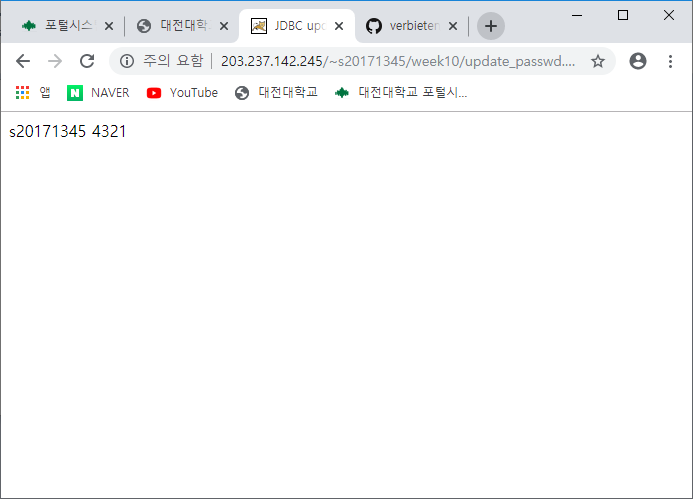 포털시스 대전대학 JDBC upd verbieten
주의 요함 203.237.142.245/~s20171345/week10/update_passwd....
앱 NAVER YouTube 대전대학교 대전대학교 포털시...
s20171345 4321